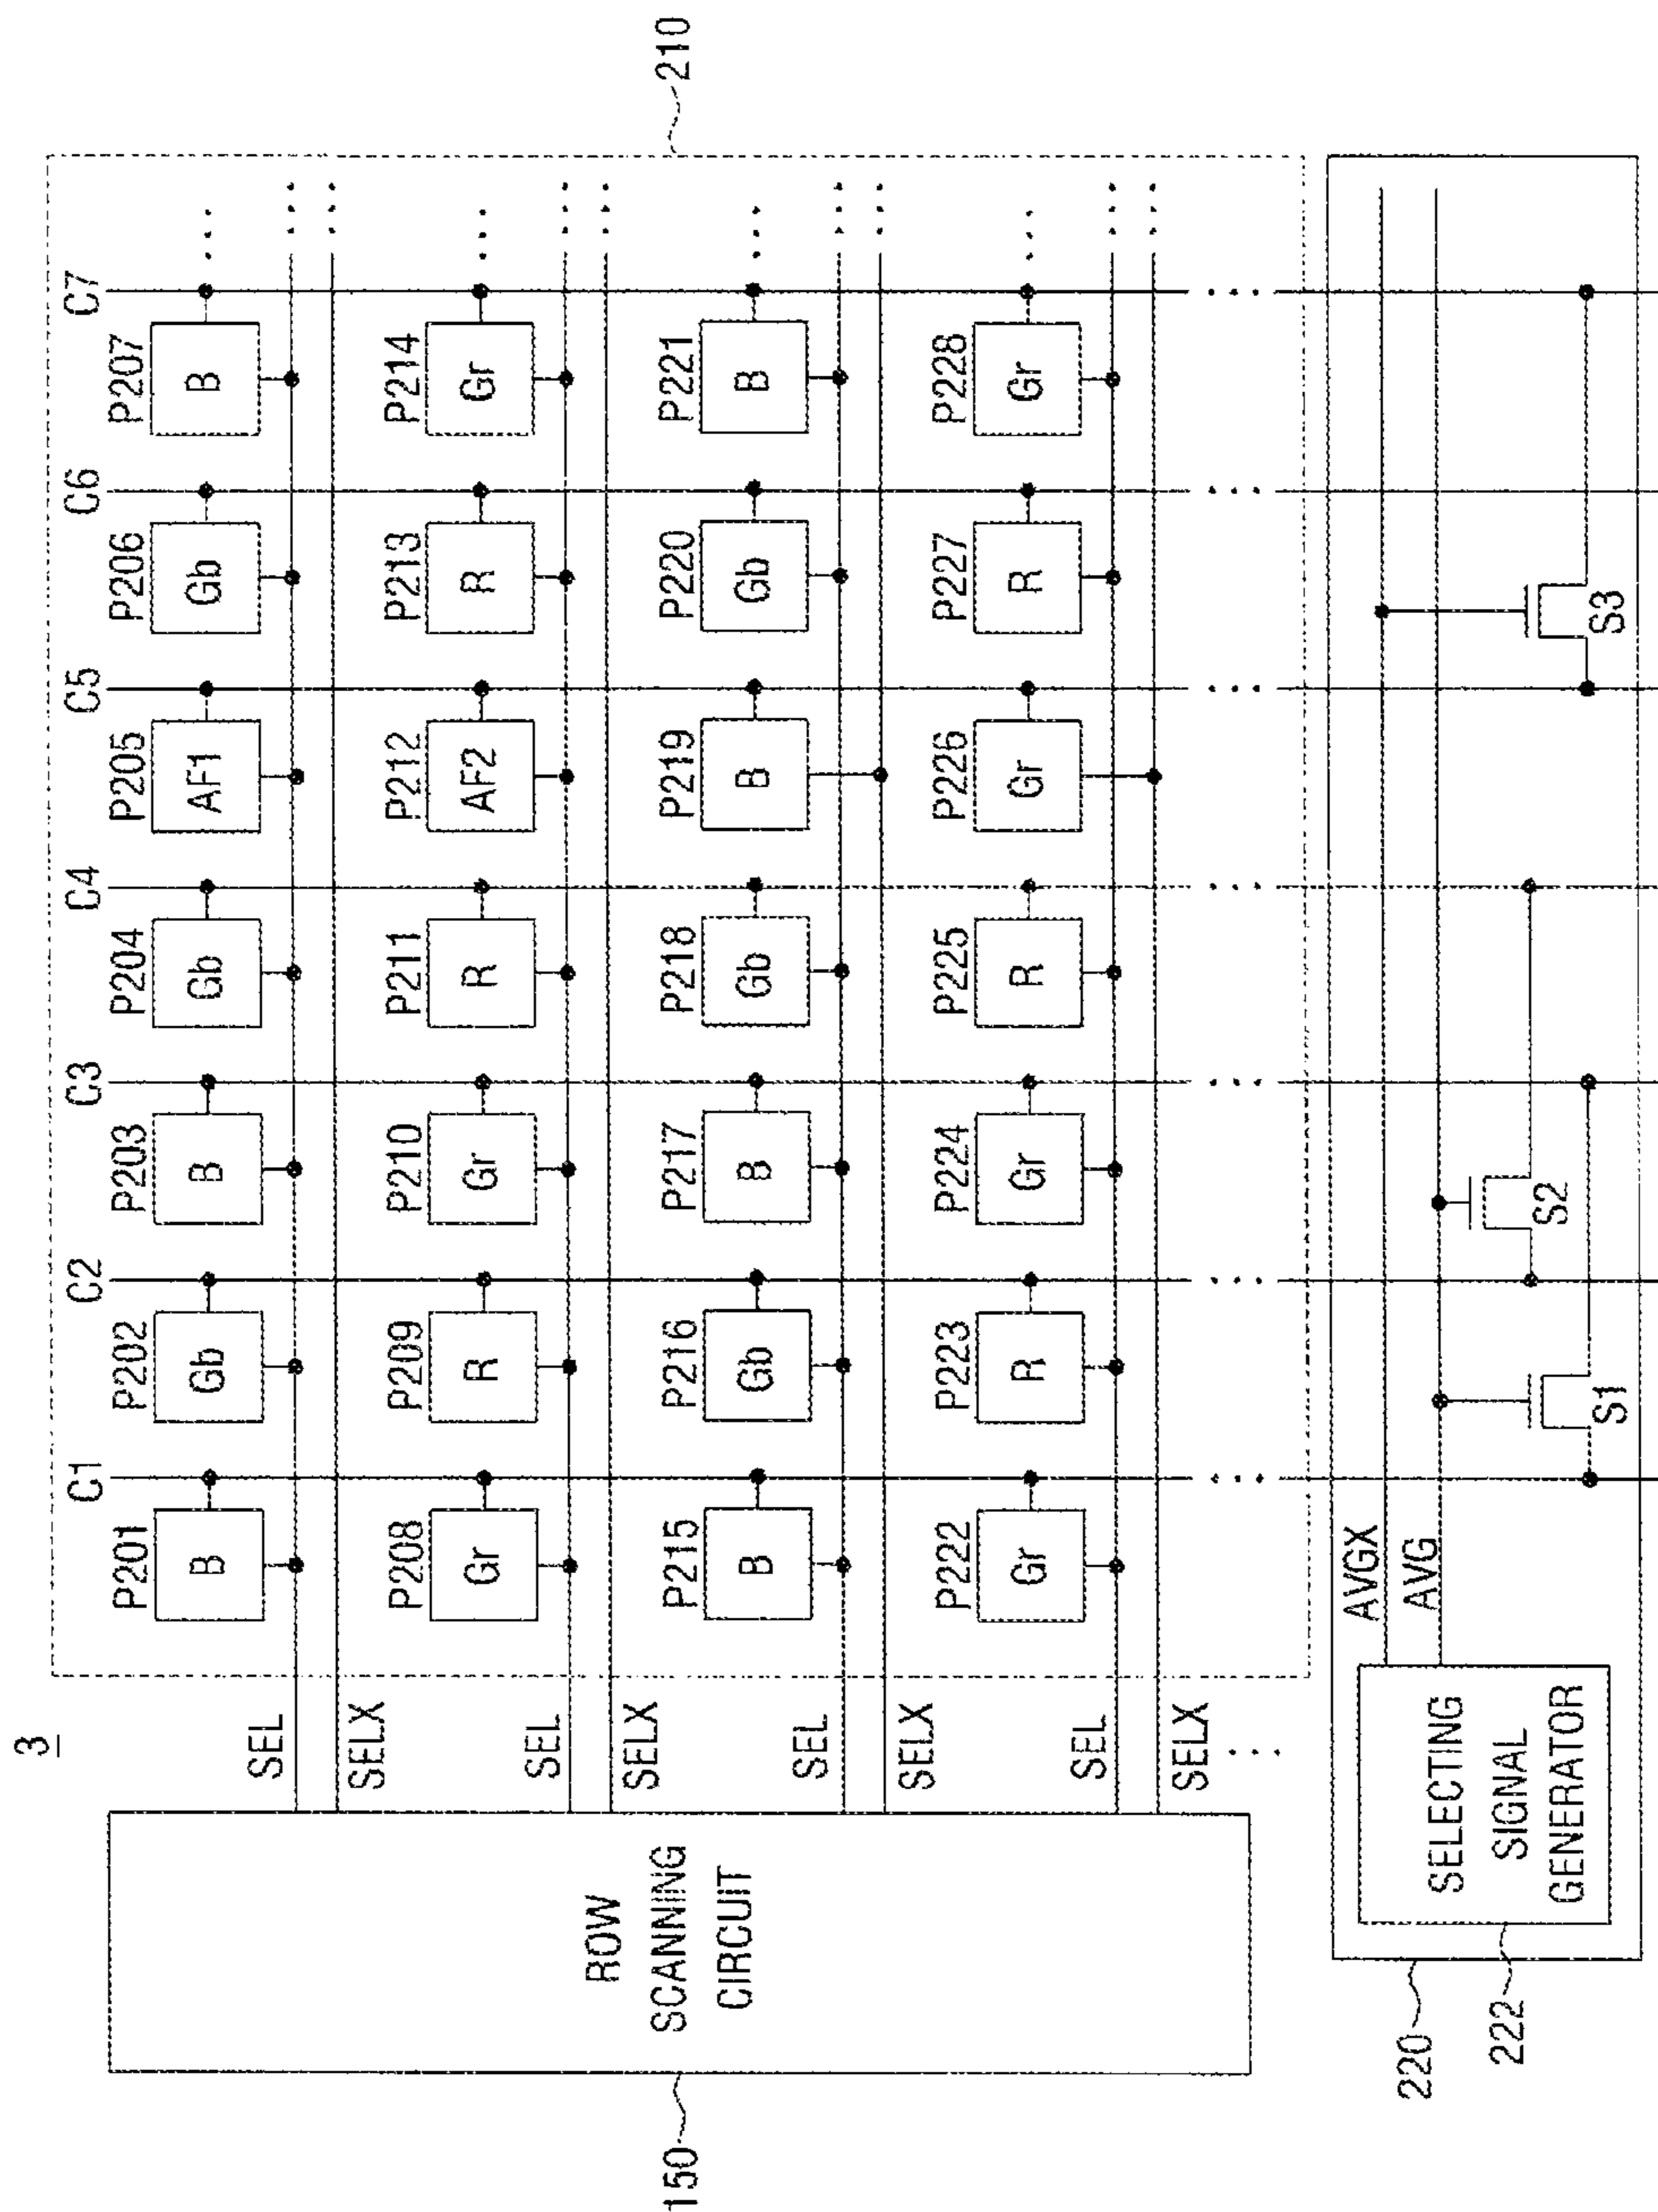 3
C1 C2 C3 C4 C5 C6 C7
P201 P202 P203 P204 P205 P206 P207
B Gb B Gb AF1 Gb B ...
SEL ...
SELX ...
P208 P209 P210 P211 P212 P213 P214
Gr R Gr R AF2 R Gr ...
SEL ...
SELX ...
P215 P216 P217 P218 P219 P220 P221
B Gb B Gb B Gb B ...
SEL ...
SELX ...
P222 P223 P224 P225 P226 P227 P228
Gr R Gr R Gr R Gr ...
SEL ...
SELX ...
... ... ... ... ... ... ... ...
ROW
SCANNING
CIRCUIT
150
210
AVGX
AVG
SELECTING
SIGNAL
GENERATOR
S1 S2 S3
220
222